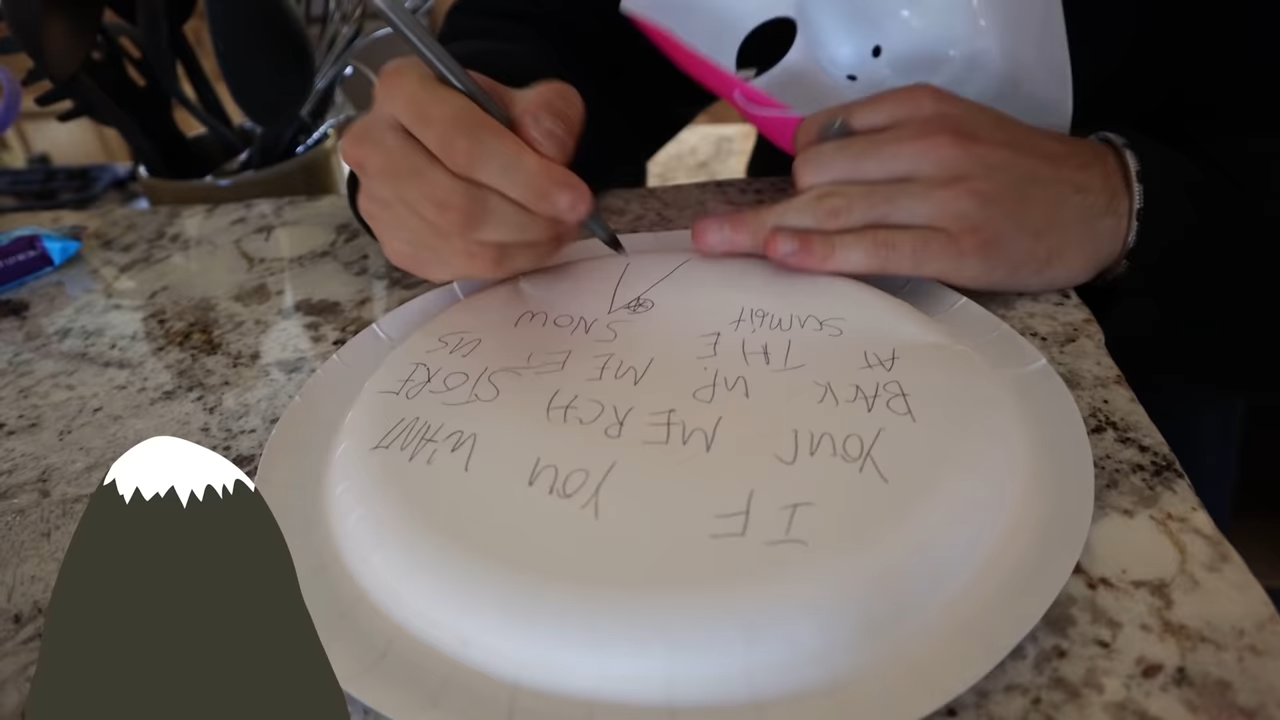 IF YOU WANT
YOUR MERCH STORE
BACK UP. MEET US
AT THE SNOW
SUMMit